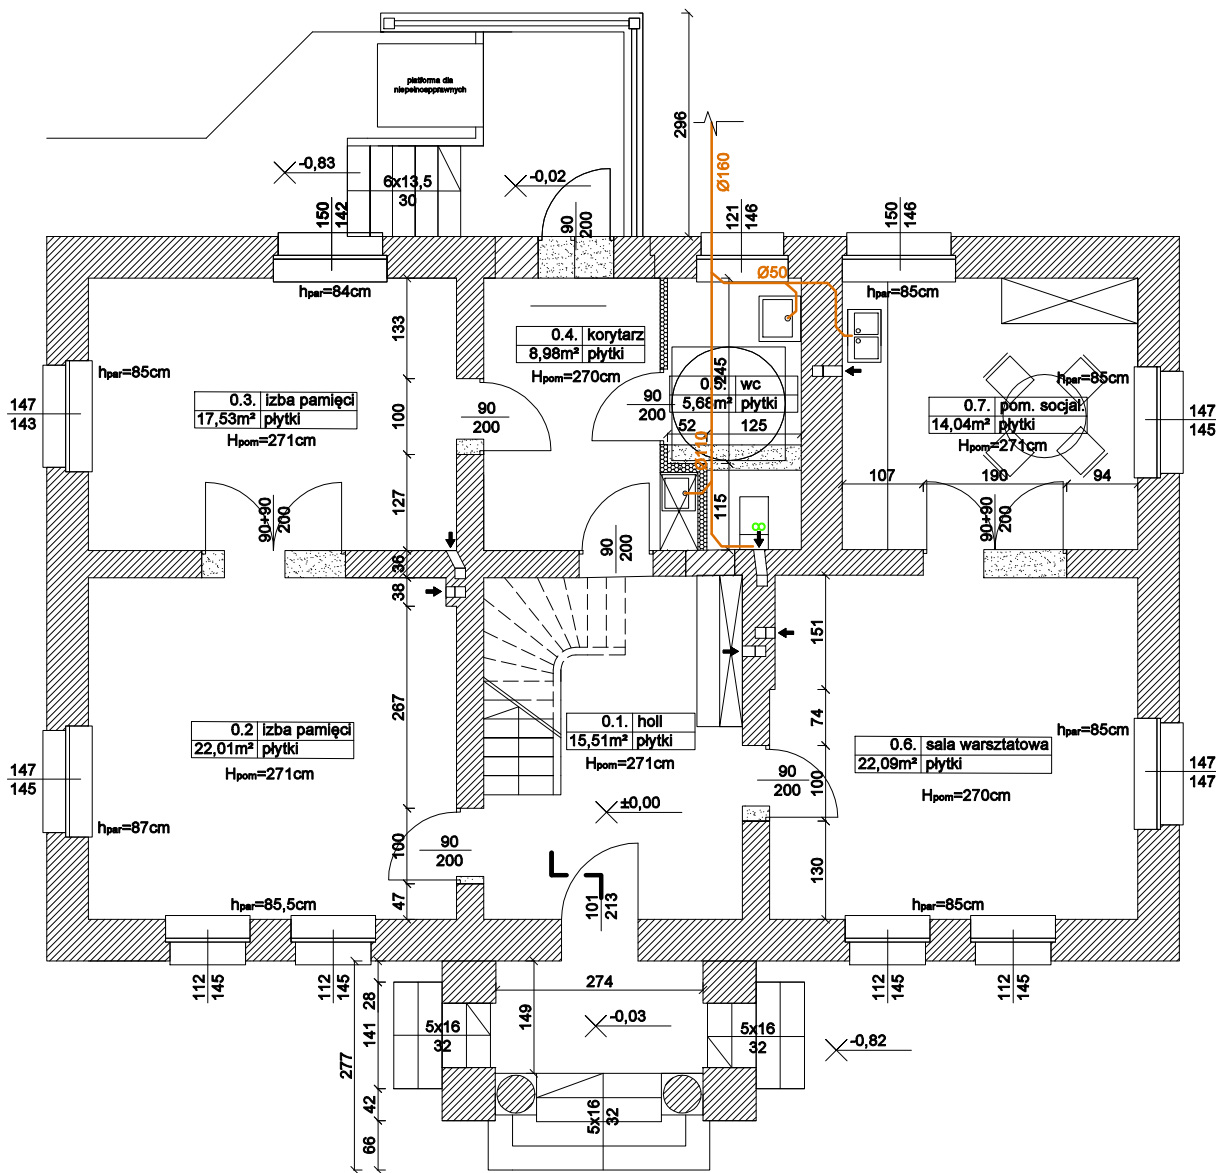 platforma dla
niepełnosprawnych
296
Ø160
-0,83
-0,02
6x13,5
30
150
142
90
200
121
146
150
146
Ø50
hpar=84cm
hpar=85cm
133
0.4. korytarz
8,98m² płytki
Hpom=270cm
245
hpar=85cm
hpar=85cm
0.3. izba pamięci
17,53m² płytki
Hpom=271cm
147
143
100
90
200
90
200
0.5. wc
5,68m² płytki
52
125
Ø110
0.7. pom. socjal.
14,04m² płytki
Hpom=271cm
147
145
107
190
94
127
115
8
90+90
200
90
200
90+90
200
36
38
151
267
74
0.2 izba pamięci
22,01m² płytki
Hpom=271cm
0.1. holl
15,51m² płytki
Hpom=271cm
0.6. sala warsztatowa
22,09m² płytki
Hpom=270cm
hpar=85cm
147
145
147
147
90
200
100
±0,00
hpar=87cm
100
90
200
130
47
101
213
hpar=85,5cm
hpar=85cm
112
145
112
145
112
145
112
145
274
28
149
-0,03
141
5x16
32
5x16
32
-0,82
277
42
5x16
32
66